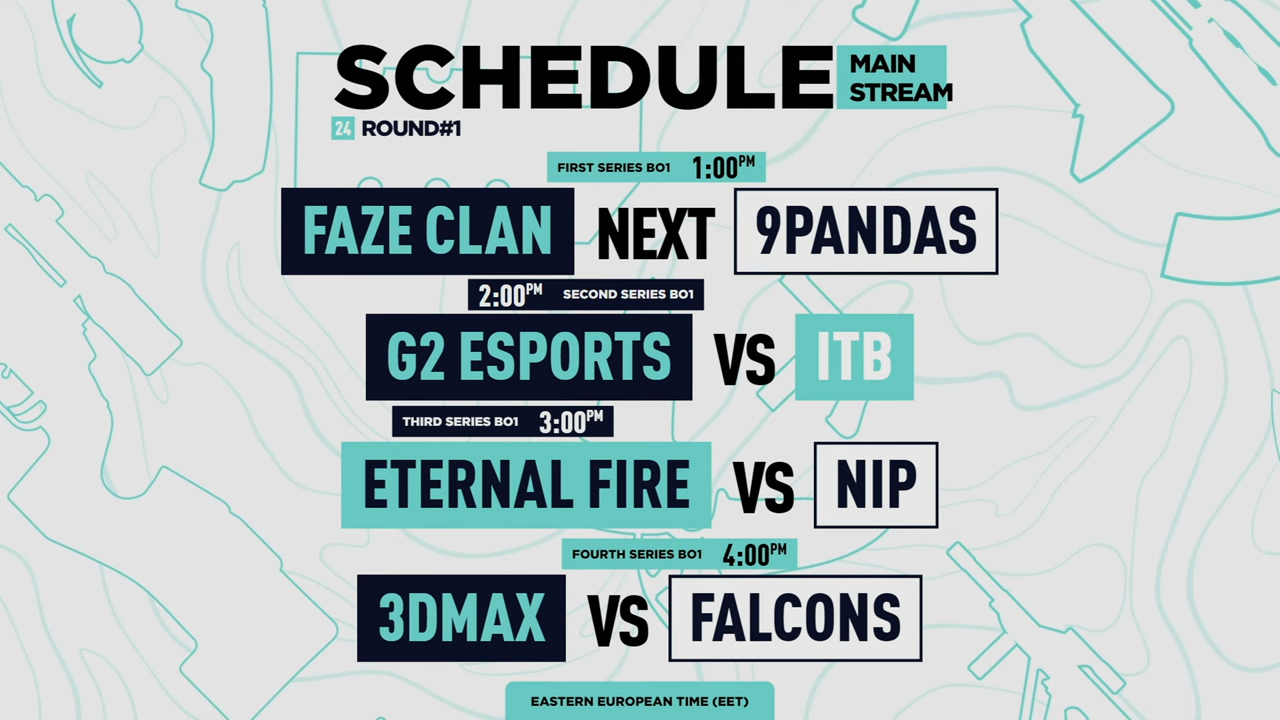 SCHEDULE MAIN STREAM
24 ROUND#1
FIRST SERIES BO1 1:00PM
FAZE CLAN NEXT 9PANDAS
2:00PM SECOND SERIES BO1
G2 ESPORTS VS ITB
THIRD SERIES BO1 3:00PM
ETERNAL FIRE VS NIP
FOURTH SERIES BO1 4:00PM
3DMAX VS FALCONS
EASTERN EUROPEAN TIME (EET)